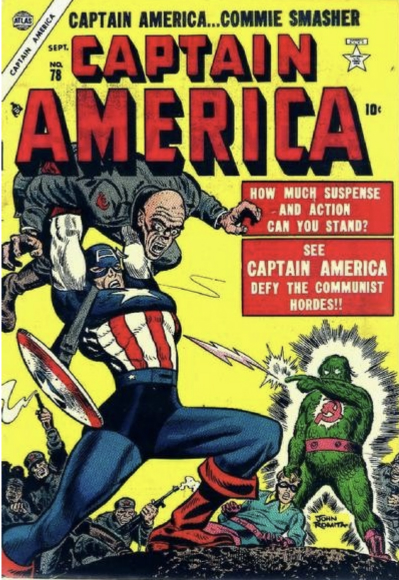 CAPTAIN AMERICA...COMMIE SMASHER
ATLAS
CAPTAIN AMERICA
SEPT.
NO.
78
CAPTAIN
AMERICA
10¢
HOW MUCH SUSPENSE
AND ACTION
CAN YOU STAND?
SEE
CAPTAIN AMERICA
DEFY THE COMMUNIST
HORDES!!
JOHN
ROMITA